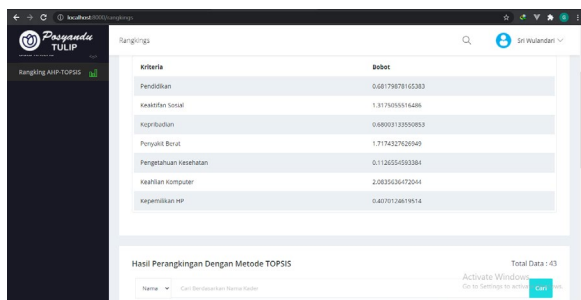 localhost:8000/rangkings
Posyandu
TULIP
Rangkings
Sri Wulandari
Rangking AHP-TOPSIS
Kriteria Bobot
Pendidikan 0.68179878165383
Keaktifan Sosial 1.3175055516486
Kepribadian 0.68003133550853
Penyakit Berat 1.7174327626949
Pengetahuan Kesehatan 0.1126554593384
Keahlian Komputer 2.0835636472044
Kepemilikan HP 0.4070124619514
Hasil Perangkingan Dengan Metode TOPSIS Total Data : 43
Activate Windows
Name Cari Berdasarkan Nama Kader Cari
Go to Settings to activate Windows.